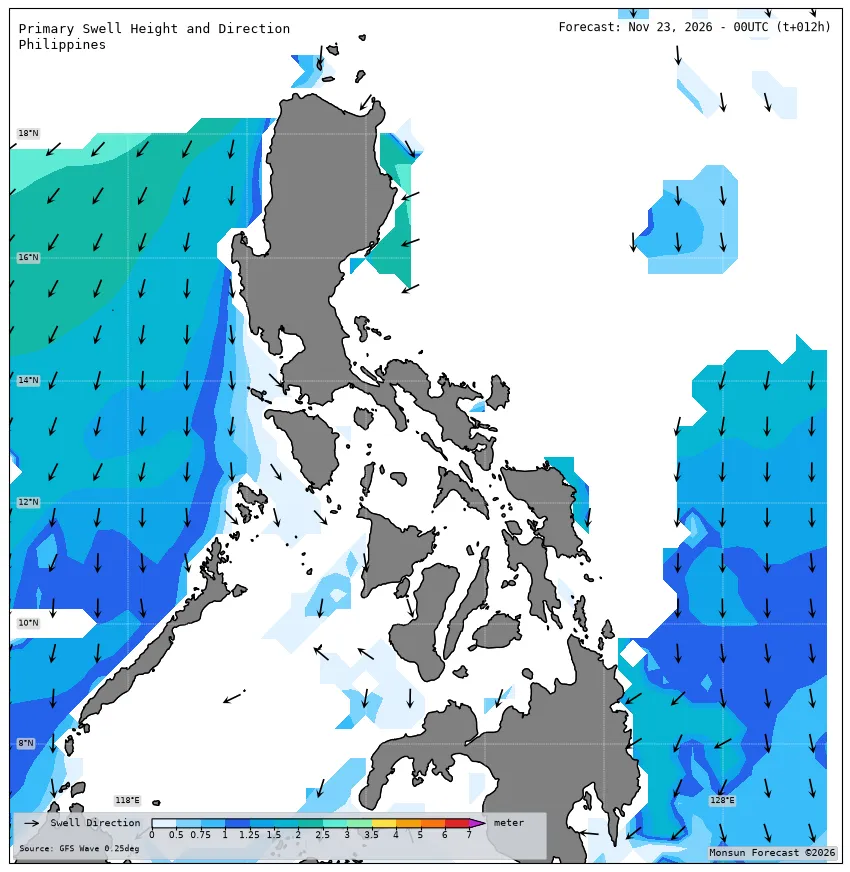 Primary Swell Height and Direction
Philippines
Forecast: Nov 23, 2026 - 00UTC (t+012h)
18°N
16°N
14°N
12°N
10°N
8°N
118°E
128°E
Swell Direction
0 0.5 0.75 1 1.25 1.5 2 2.5 3 3.5 4 5 6 7
meter
Source: GFS Wave 0.25deg
Monsun Forecast ©2026